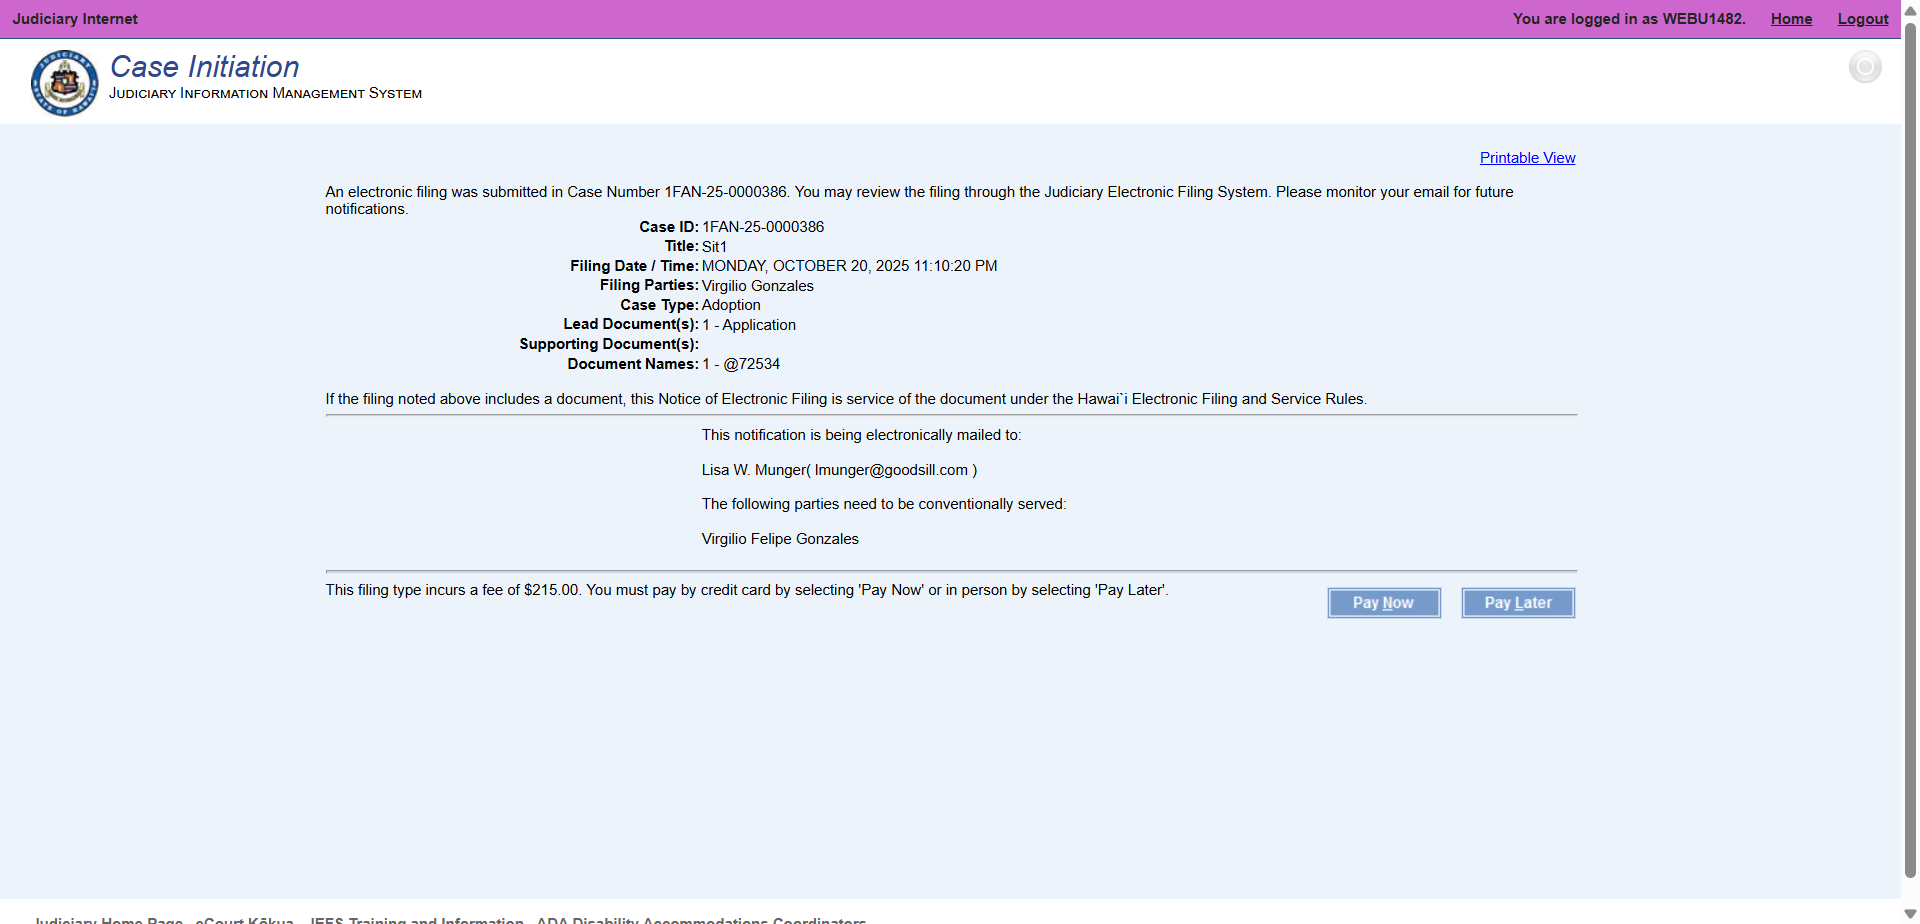 Judiciary Internet
You are logged in as WEBU1482. Home Logout
Case Initiation
JUDICIARY INFORMATION MANAGEMENT SYSTEM
Printable View
An electronic filing was submitted in Case Number 1FAN-25-0000386. You may review the filing through the Judiciary Electronic Filing System. Please monitor your email for future
notifications.
Case ID: 1FAN-25-0000386
Title: Sit1
Filing Date / Time: MONDAY, OCTOBER 20, 2025 11:10:20 PM
Filing Parties: Virgilio Gonzales
Case Type: Adoption
Lead Document(s): 1 - Application
Supporting Document(s):
Document Names: 1 - @72534
If the filing noted above includes a document, this Notice of Electronic Filing is service of the document under the Hawai`i Electronic Filing and Service Rules.
This notification is being electronically mailed to:
Lisa W. Munger( lmunger@goodsill.com )
The following parties need to be conventionally served:
Virgilio Felipe Gonzales
This filing type incurs a fee of $215.00. You must pay by credit card by selecting 'Pay Now' or in person by selecting 'Pay Later'.
Pay Now Pay Later
Judiciary Home Page eCourt Kōkua JEFS Training and Information ADA Disability Accommodations Coordinators